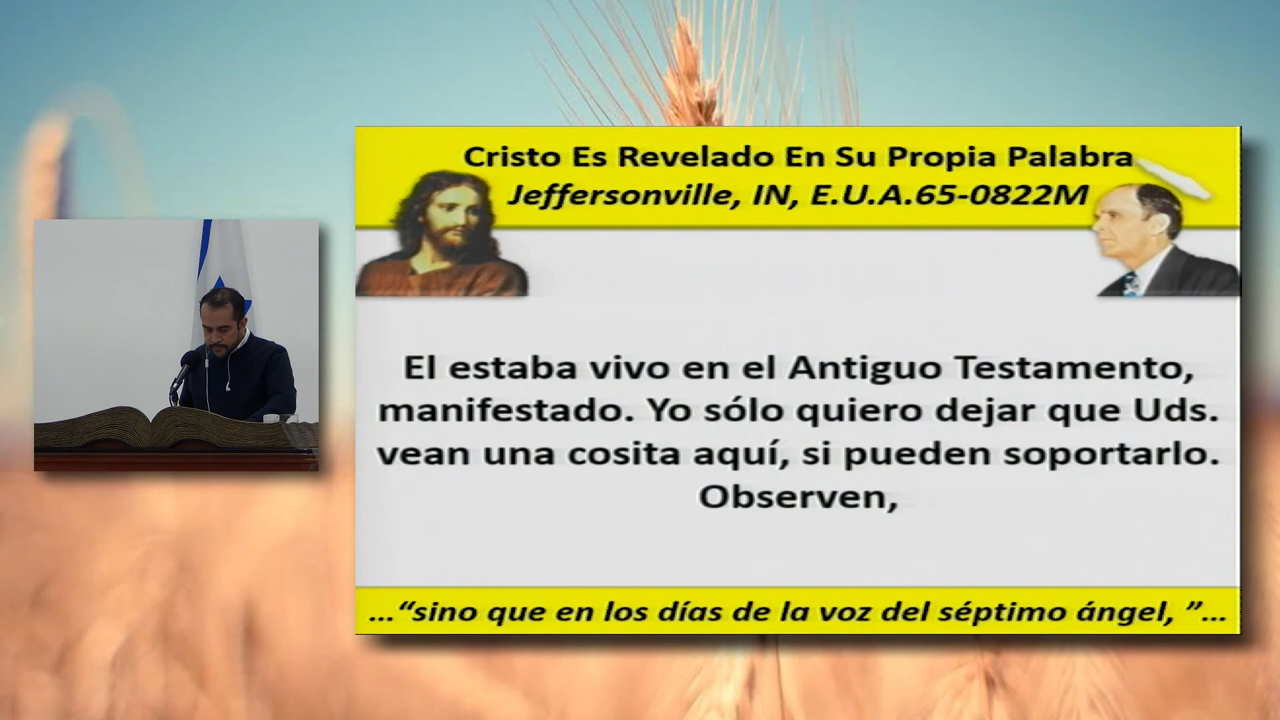 Cristo Es Revelado En Su Propia Palabra
Jeffersonville, IN, E.U.A.65-0822M
El estaba vivo en el Antiguo Testamento,
manifestado. Yo sólo quiero dejar que Uds.
vean una cosita aquí, si pueden soportarlo.
Observen,
...“sino que en los días de la voz del séptimo ángel, ”...